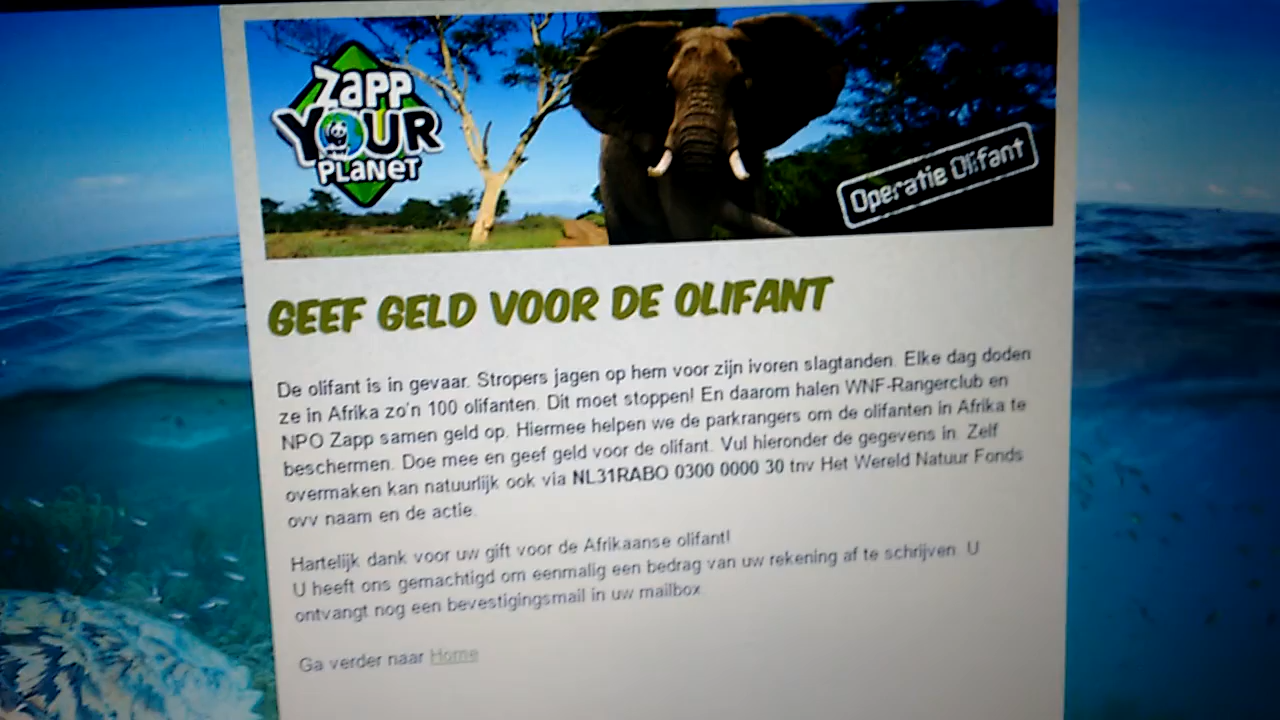 Zapp
YOUR
PLANET
Operatie Olifant
GEEF GELD VOOR DE OLIFANT
De olifant is in gevaar. Stropers jagen op hem voor zijn ivoren slagtanden. Elke dag doden
ze in Afrika zo'n 100 olifanten. Dit moet stoppen! En daarom halen WNF-Rangerclub en
NPO Zapp samen geld op. Hiermee helpen we de parkrangers om de olifanten in Afrika te
beschermen. Doe mee en geef geld voor de olifant. Vul hieronder de gegevens in. Zelf
overmaken kan natuurlijk ook via NL31RABO 0300 0000 30 tnv Het Wereld Natuur Fonds
ovv naam en de actie.
Hartelijk dank voor uw gift voor de Afrikaanse olifant!
U heeft ons gemachtigd om eenmalig een bedrag van uw rekening af te schrijven. U
ontvangt nog een bevestigingsmail in uw mailbox.
Ga verder naar Home